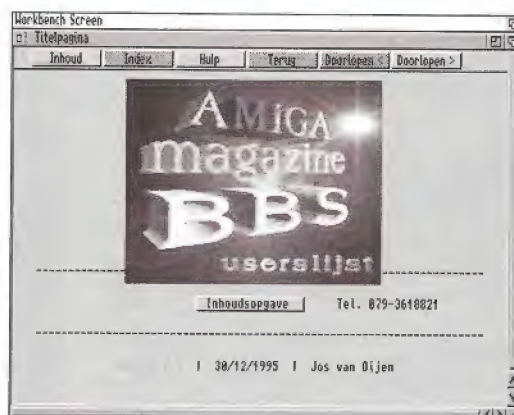 Workbench Screen
Titelpagina
Inhoud Index Hulp Terug Doorlopen < Doorlopen >
AMIGA
magazine
BBS
userslijst
Inhoudsopgave Tel. 079-3618821
| 30/12/1995 | Jos van Dijen